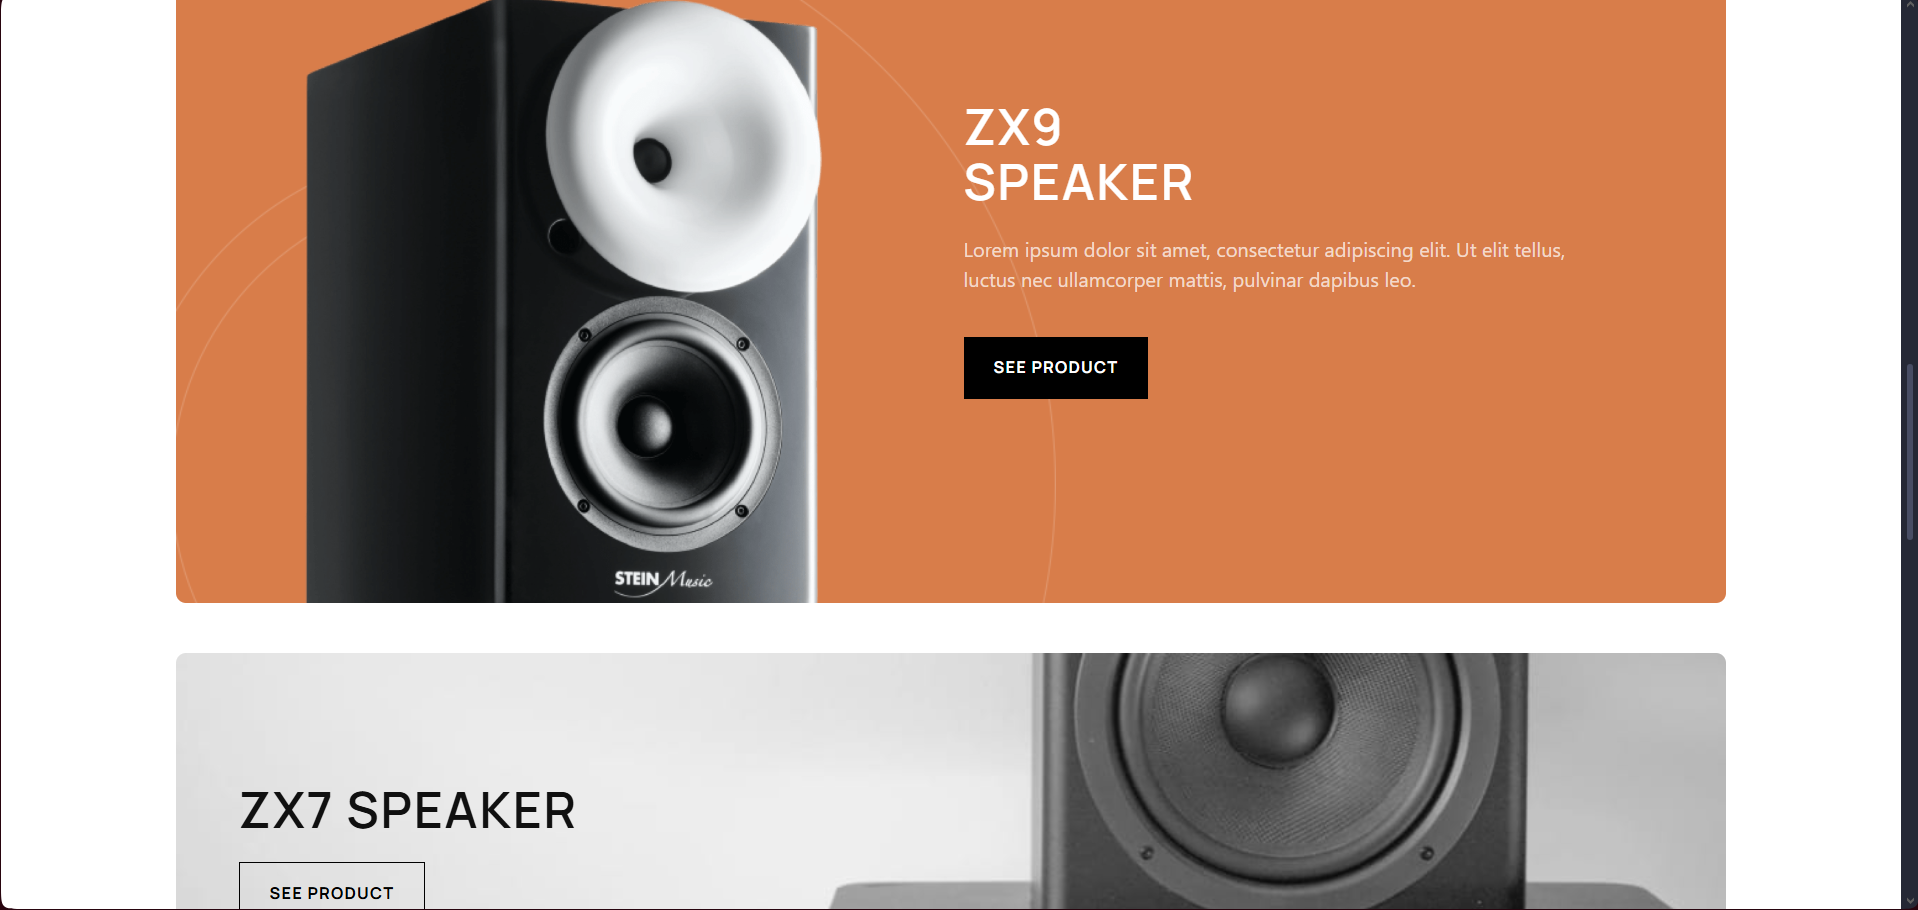 ZX9
SPEAKER
Lorem ipsum dolor sit amet, consectetur adipiscing elit. Ut elit tellus,
luctus nec ullamcorper mattis, pulvinar dapibus leo.
SEE PRODUCT
STEIN Music
ZX7 SPEAKER
SEE PRODUCT